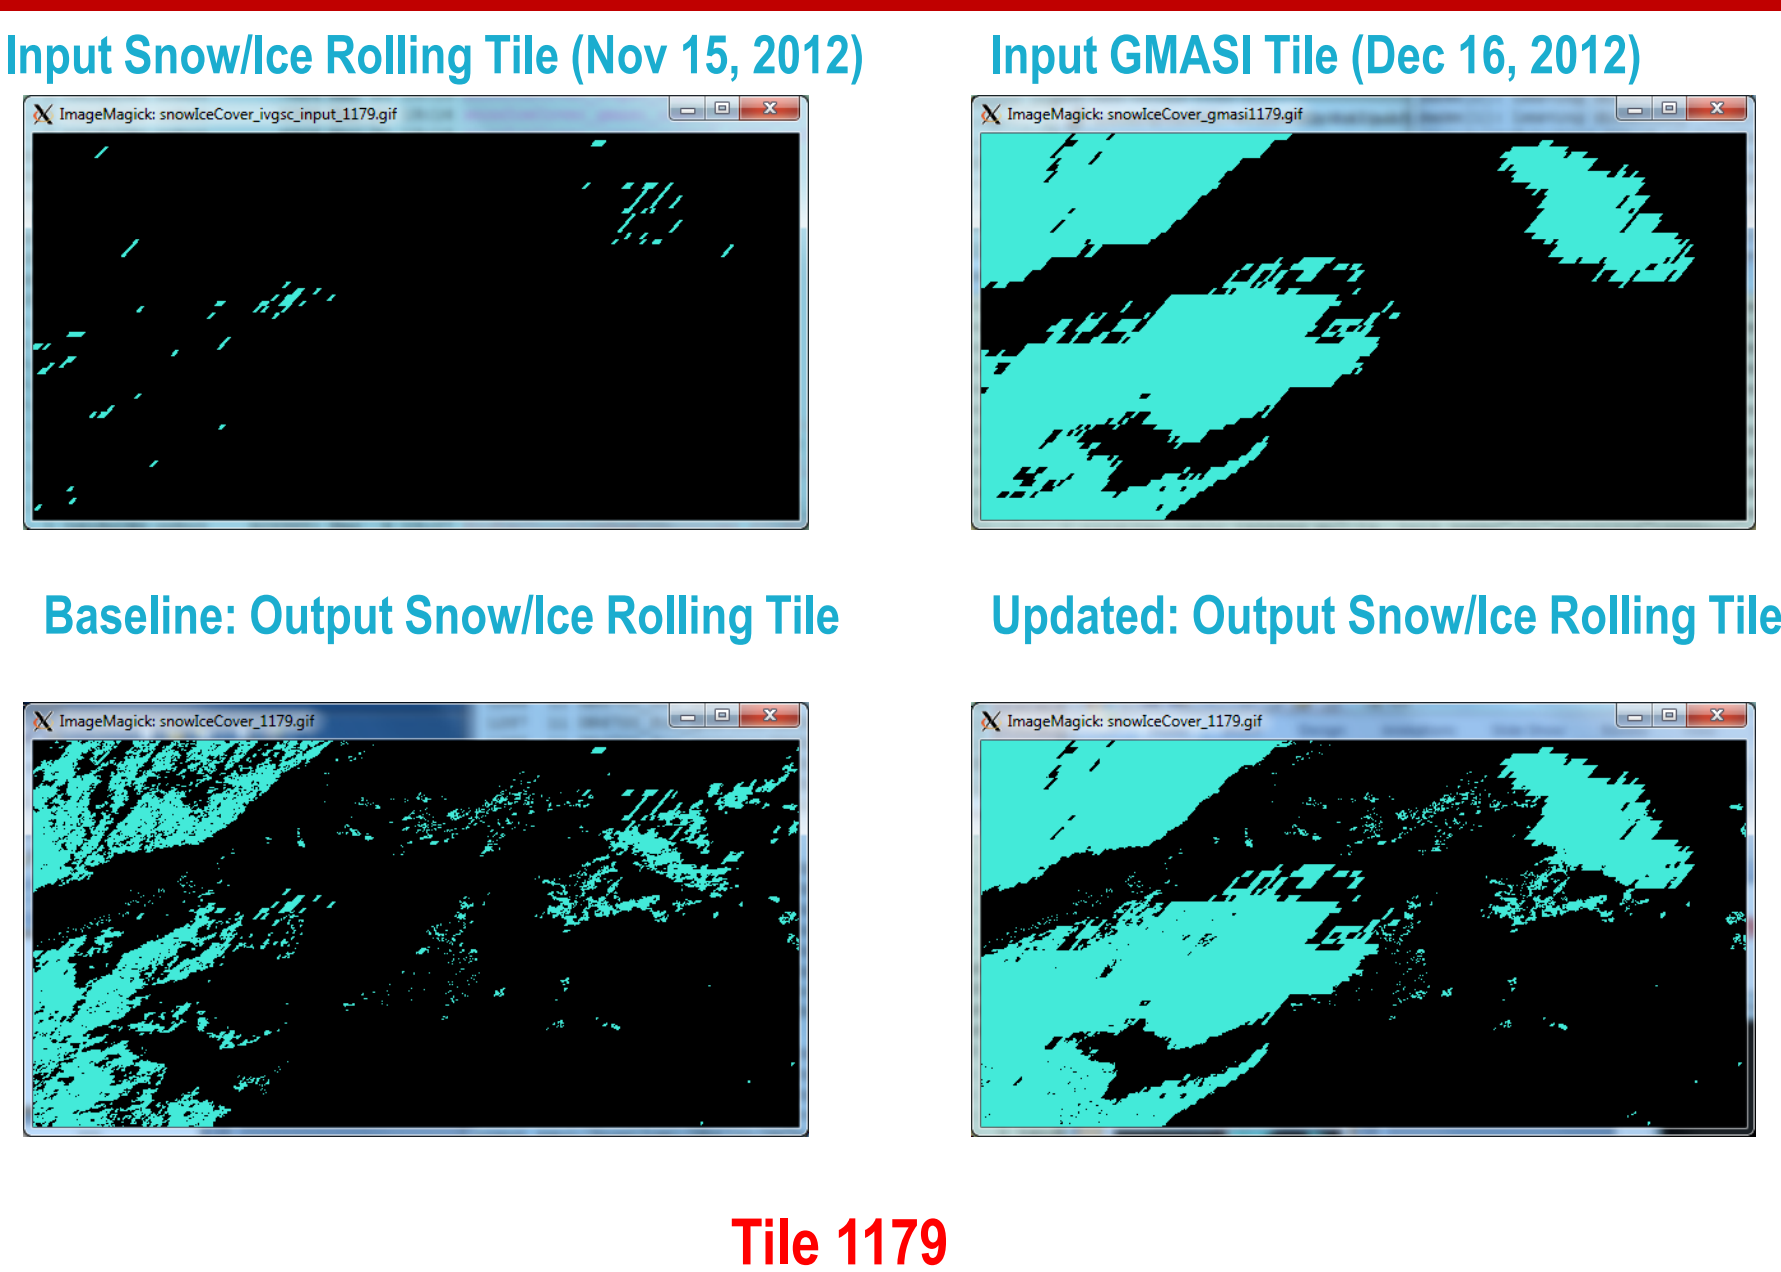 Input Snow/Ice Rolling Tile (Nov 15, 2012)
Input GMASI Tile (Dec 16, 2012)
ImageMagick: snowIceCover_ivgsc_input_1179.gif
ImageMagick: snowIceCover_gmasi1179.gif
Baseline: Output Snow/Ice Rolling Tile
Updated: Output Snow/Ice Rolling Tile
ImageMagick: snowIceCover_1179.gif
ImageMagick: snowIceCover_1179.gif
Tile 1179